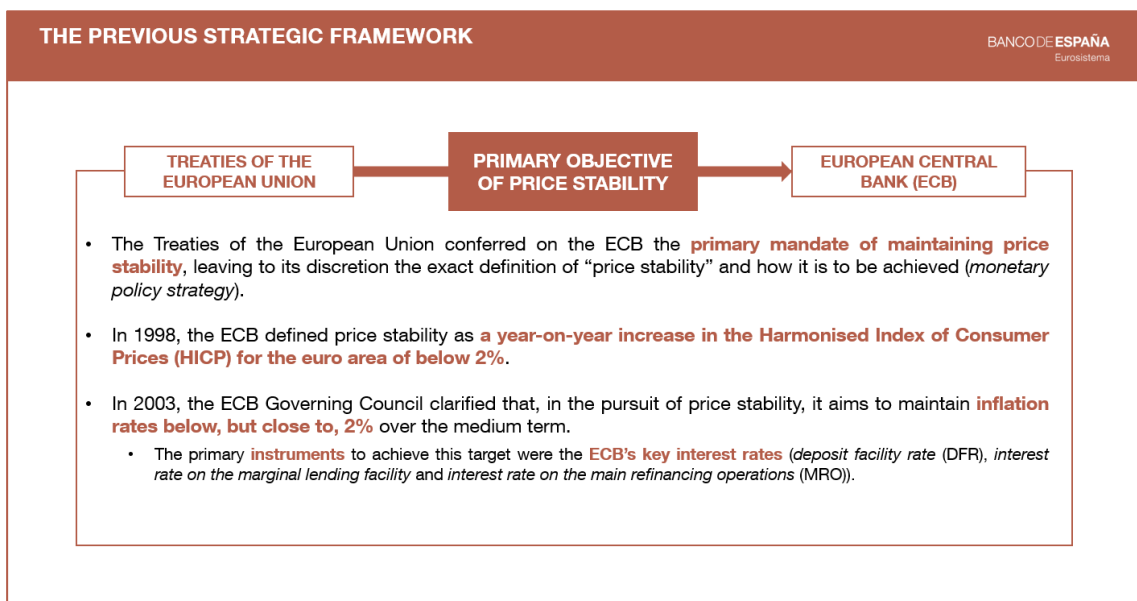 THE PREVIOUS STRATEGIC FRAMEWORK
BANCODEESPAÑA
Eurosistema
TREATIES OF THE
EUROPEAN UNION
PRIMARY OBJECTIVE
OF PRICE STABILITY
EUROPEAN CENTRAL
BANK (ECB)
• The Treaties of the European Union conferred on the ECB the primary mandate of maintaining price
stability, leaving to its discretion the exact definition of “price stability” and how it is to be achieved (monetary
policy strategy).
• In 1998, the ECB defined price stability as a year-on-year increase in the Harmonised Index of Consumer
Prices (HICP) for the euro area of below 2%.
• In 2003, the ECB Governing Council clarified that, in the pursuit of price stability, it aims to maintain inflation
rates below, but close to, 2% over the medium term.
• The primary instruments to achieve this target were the ECB’s key interest rates (deposit facility rate (DFR), interest
rate on the marginal lending facility and interest rate on the main refinancing operations (MRO)).